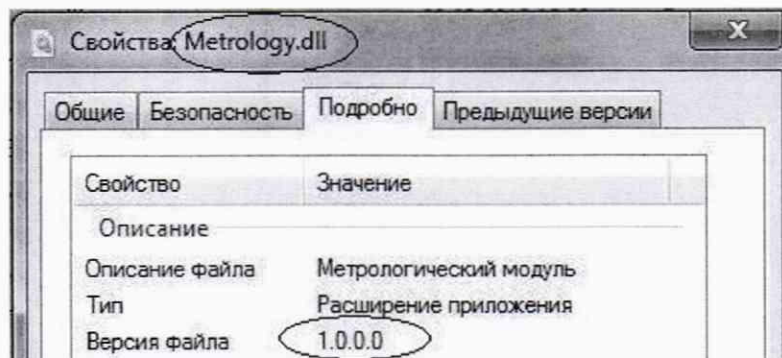 Свойства: Metrology.dll
Общие Безопасность Подробно Предыдущие версии
Свойство Значение
Описание
Описание файла Метрологический модуль
Тип Расширение приложения
Версия файла 1.0.0.0